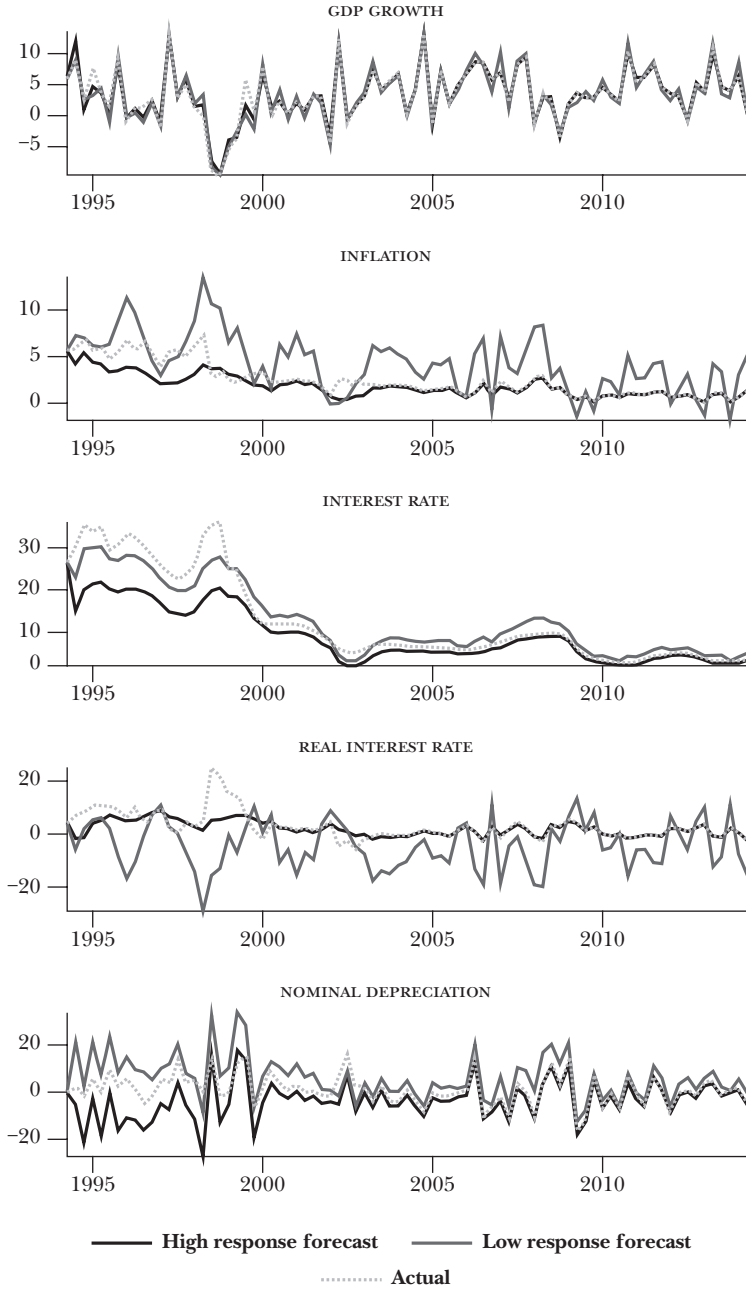 GDP GROWTH
10
5
0
−5
1995 2000 2005 2010
INFLATION
10
5
0
1995 2000 2005 2010
INTEREST RATE
30
20
10
0
1995 2000 2005 2010
REAL INTEREST RATE
20
0
−20
1995 2000 2005 2010
NOMINAL DEPRECIATION
20
0
−20
1995 2000 2005 2010
High response forecast Low response forecast
Actual